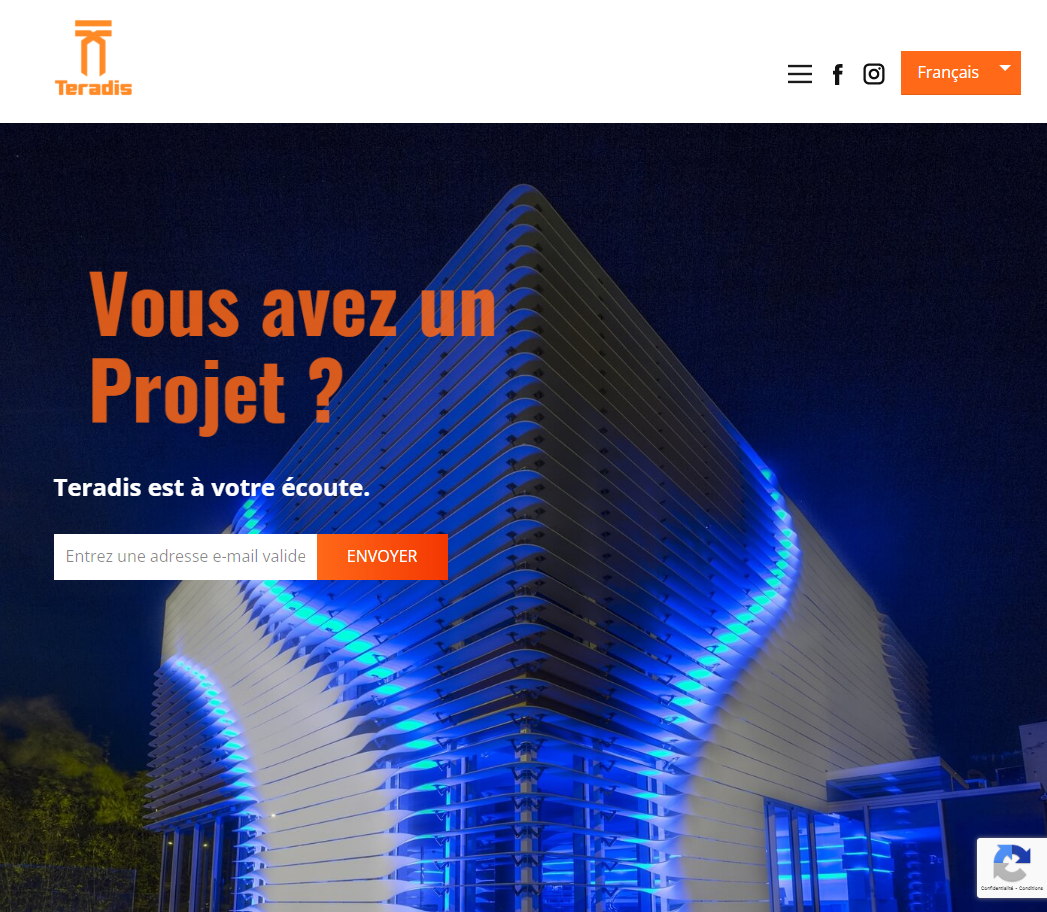 Teradis
Français
Vous avez un
Projet ?
Teradis est à votre écoute.
Entrez une adresse e-mail valide
ENVOYER
Confidentialité - Conditions